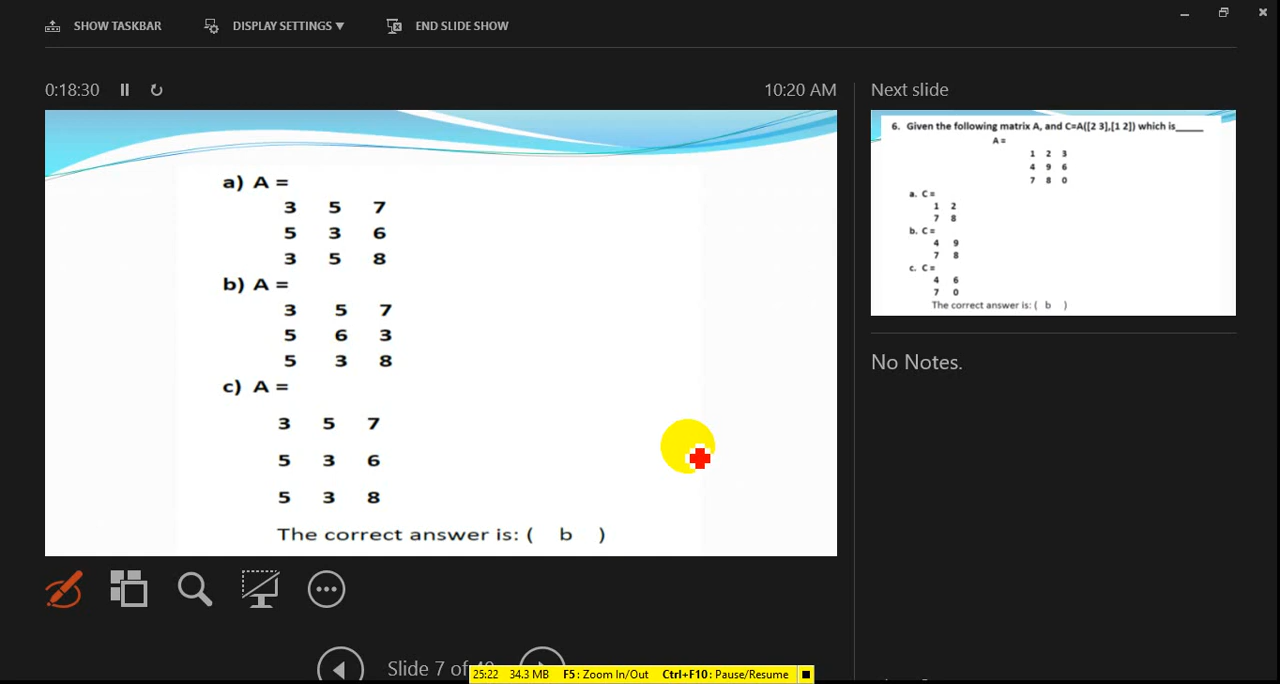 SHOW TASKBAR DISPLAY SETTINGS ▼ END SLIDE SHOW
0:18:30 10:20 AM
a) A =
3 5 7
5 3 6
3 5 8
b) A =
3 5 7
5 6 3
5 3 8
c) A =
3 5 7
5 3 6
5 3 8
The correct answer is: ( b )
Next slide
6. Given the following matrix A, and C=A([2 3],[1 2]) which is_____
A =
1 2 3
4 9 6
7 8 0
a. C =
1 2
7 8
b. C =
4 9
7 8
c. C =
4 6
7 0
The correct answer is: ( b )
No Notes.
Slide 7 of
25:22 34.3 MB F5: Zoom In/Out Ctrl+F10: Pause/Resume